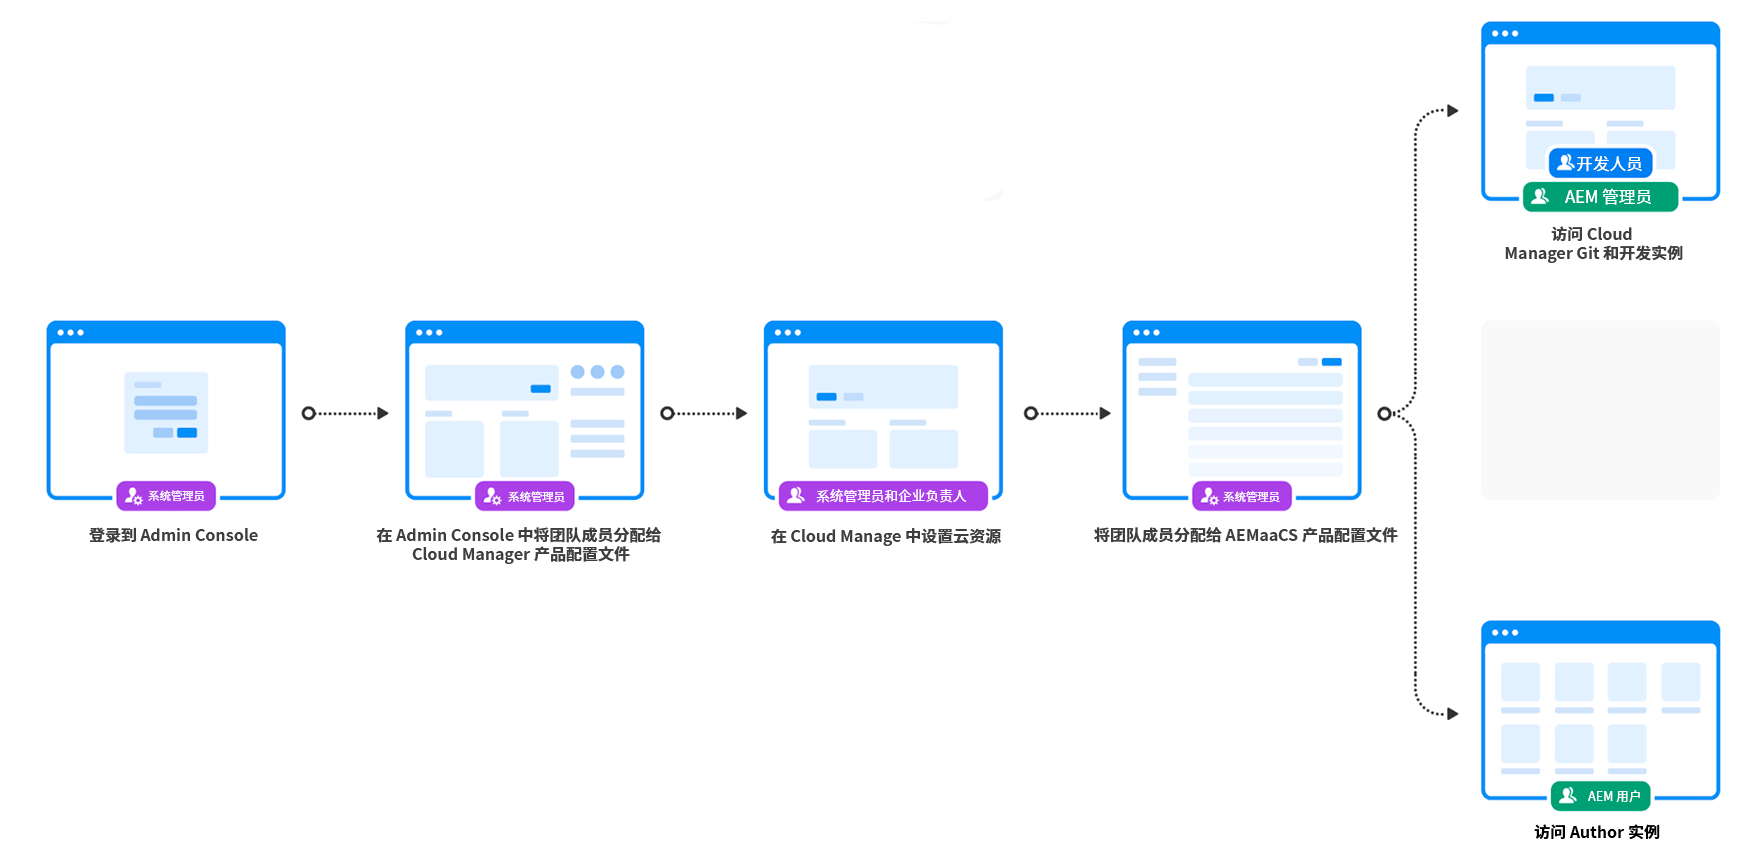 开发人员
AEM 管理员
访问 Cloud
Manager Git 和开发实例
系统管理员
登录到 Admin Console
系统管理员
在 Admin Console 中将团队成员分配给
Cloud Manager 产品配置文件
系统管理员和企业负责人
在 Cloud Manage 中设置云资源
系统管理员
将团队成员分配给 AEMaaCS 产品配置文件
AEM 用户
访问 Author 实例